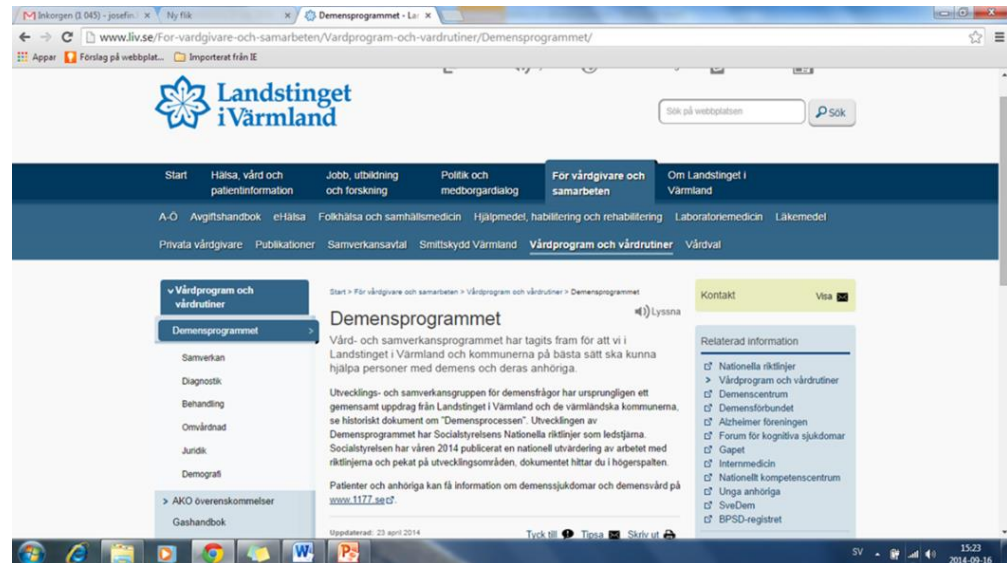 Inkorgen (1 045) - josefin.
Ny flik
Demensprogrammet - Lan
www.liv.se/For-vardgivare-och-samarbeten/Vardprogram-och-vardrutiner/Demensprogrammet/
Appar
Förslag på webbplat...
Importerat från IE
Landstinget
i Värmland
Sök på webbplatsen
Sök
Start
Hälsa, vård och
patientinformation
Jobb, utbildning
och forskning
Politik och
medborgardialog
För vårdgivare och
samarbeten
Om Landstinget i
Värmland
A-Ö Avgiftshandbok eHälsa Folkhälsa och samhällsmedicin Hjälpmedel, habilitering och rehabilitering Laboratoriemedicin Läkemedel
Privata vårdgivare Publikationer Samverkansavtal Smittskydd Värmland Vårdprogram och vårdrutiner Vårdval
Vårdprogram och
vårdrutiner
Demensprogrammet
Samverkan
Diagnostik
Behandling
Omvårdnad
Juridik
Demografi
AKO överenskommelser
Gashandbok
Start > För vårdgivare och samarbeten > Vårdprogram och vårdrutiner > Demensprogrammet
Lyssna
Demensprogrammet
Vård- och samverkansprogrammet har tagits fram för att vi i
Landstinget i Värmland och kommunerna på bästa sätt ska kunna
hjälpa personer med demens och deras anhöriga.
Utvecklings- och samverkansgruppen för demensfrågor har ursprungligen ett
gemensamt uppdrag från Landstinget i Värmland och de värmländska kommunerna,
se historiskt dokument om "Demensprocessen". Utvecklingen av
Demensprogrammet har Socialstyrelsens Nationella riktlinjer som ledstjärna.
Socialstyrelsen har våren 2014 publicerat en nationell utvärdering av arbetet med
riktlinjerna och pekat på utvecklingsområden, dokumentet hittar du i högerspalten.
Patienter och anhöriga kan få information om demenssjukdomar och demensvård på
www.1177.se.
Uppdaterad: 23 april 2014
Tyck till Tipsa Skriv ut
Kontakt
Visa
Relaterad information
Nationella riktlinjer
Vårdprogram och vårdrutiner
Demenscentrum
Demensförbundet
Alzheimer föreningen
Forum för kognitiva sjukdomar
Gapet
Internmedicin
Nationellt kompetenscentrum
Unga anhöriga
SveDem
BPSD-registret
SV
15:23
2014-09-16